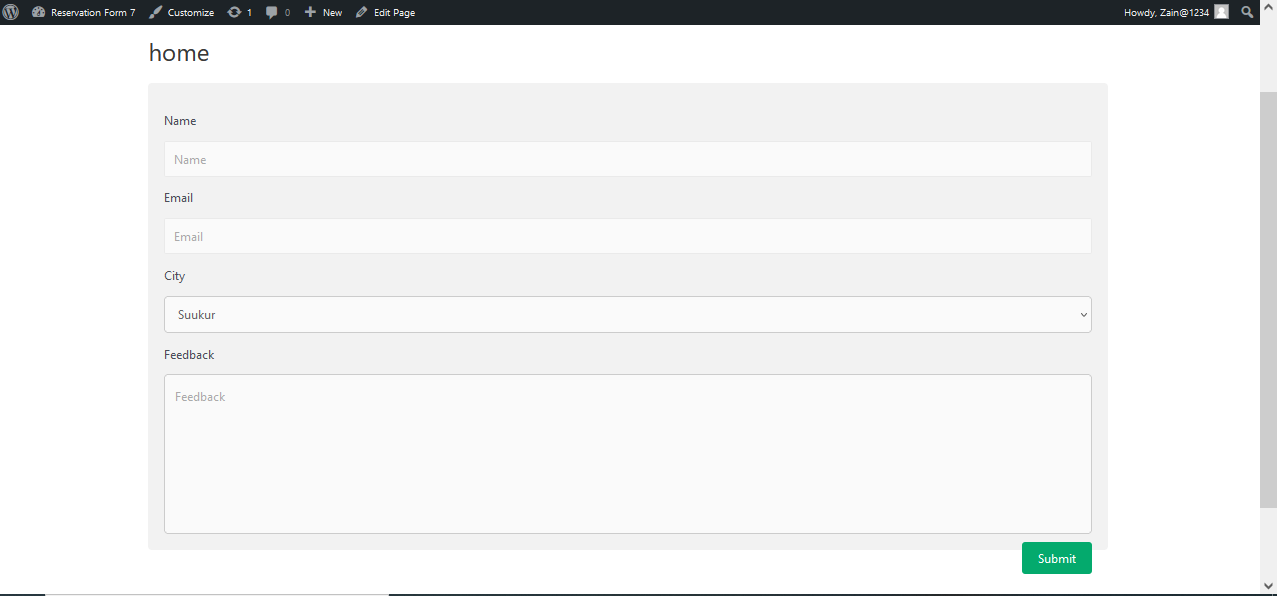 Reservation Form 7 Customize 1 0 New Edit Page Howdy, Zain@1234
home
Name
Name
Email
Email
City
Suukur
Feedback
Feedback
Submit